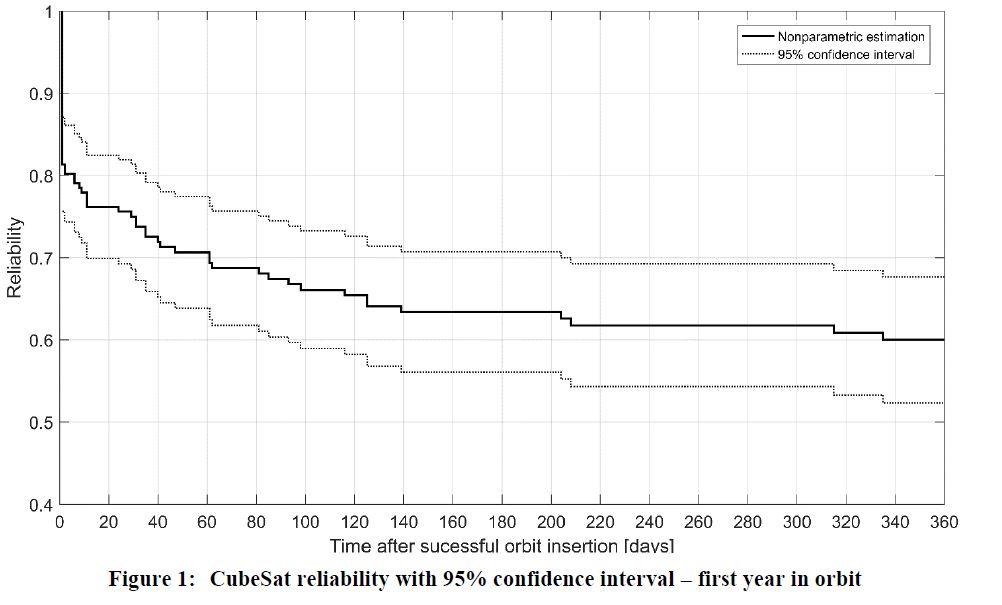 1
0.9
0.8
0.7
0.6
0.5
0.4
Reliability
Nonparametric estimation
95% confidence interval
0 20 40 60 80 100 120 140 160 180 200 220 240 260 280 300 320 340 360
Time after sucessful orbit insertion [days]
Figure 1: CubeSat reliability with 95% confidence interval – first year in orbit